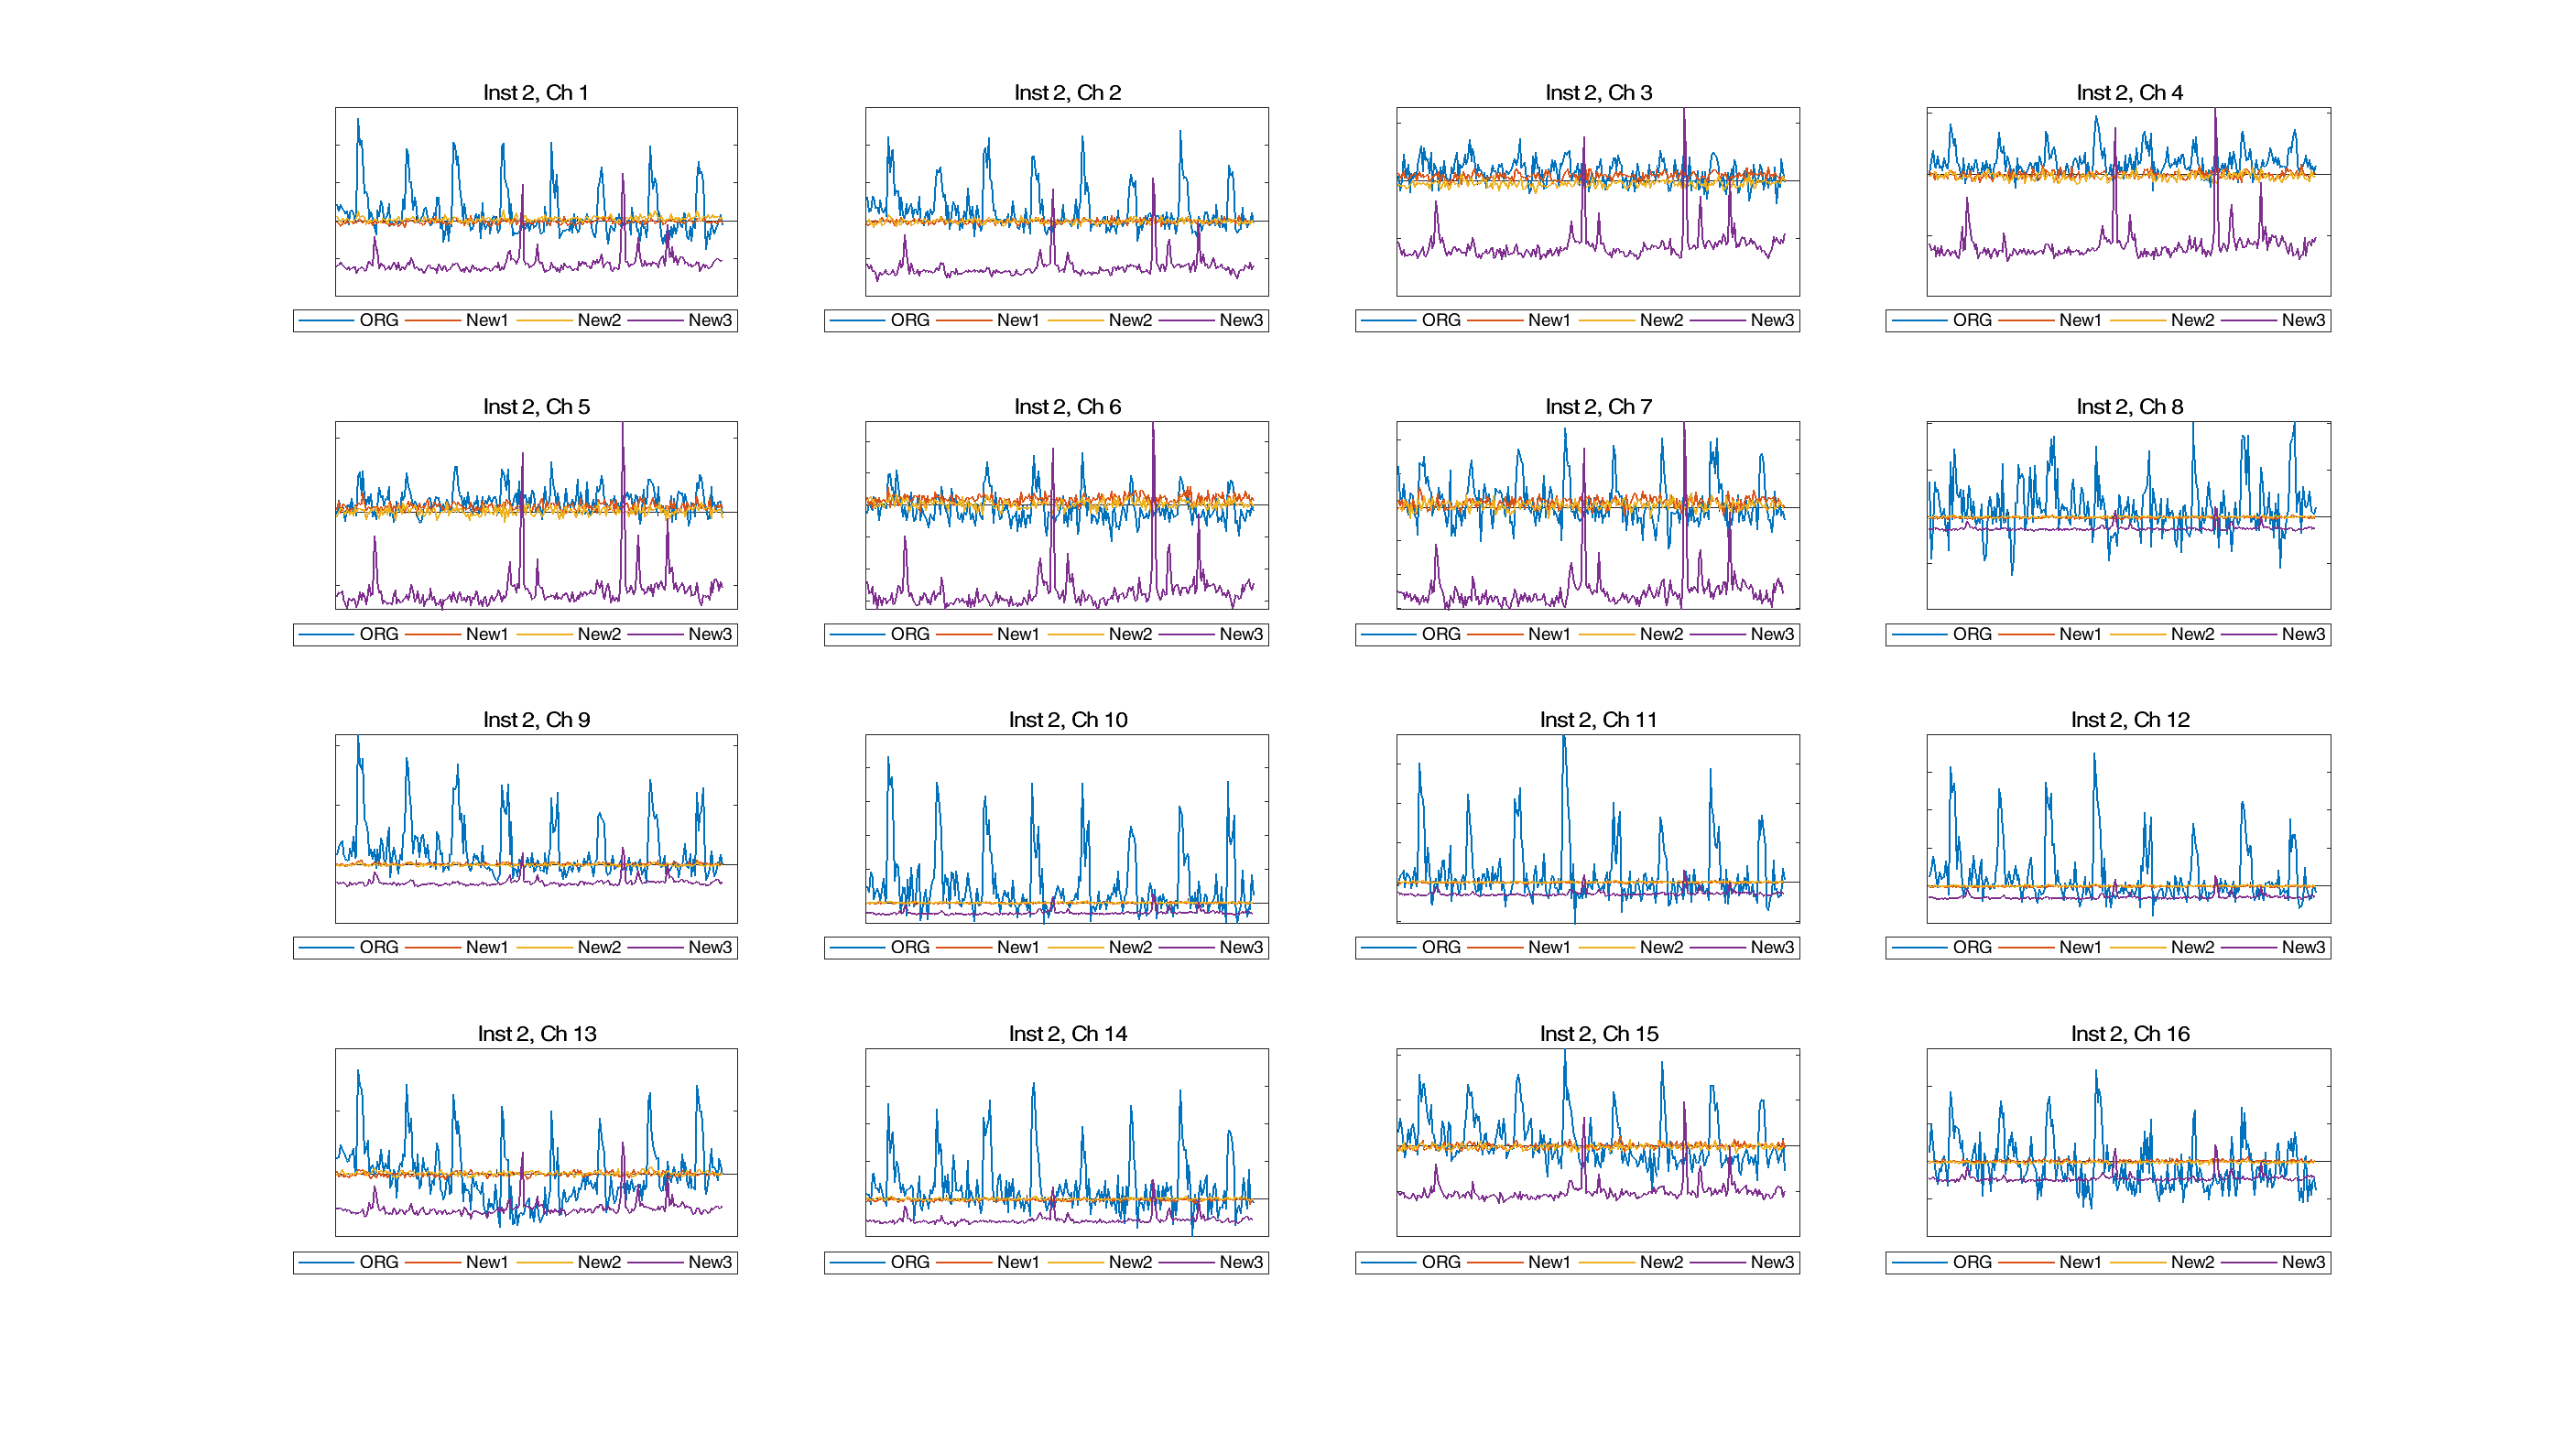 Inst 2, Ch 1
Inst 2, Ch 2
Inst 2, Ch 3
Inst 2, Ch 4
ORG New1 New2 New3
ORG New1 New2 New3
ORG New1 New2 New3
ORG New1 New2 New3
Inst 2, Ch 5
Inst 2, Ch 6
Inst 2, Ch 7
Inst 2, Ch 8
ORG New1 New2 New3
ORG New1 New2 New3
ORG New1 New2 New3
ORG New1 New2 New3
Inst 2, Ch 9
Inst 2, Ch 10
Inst 2, Ch 11
Inst 2, Ch 12
ORG New1 New2 New3
ORG New1 New2 New3
ORG New1 New2 New3
ORG New1 New2 New3
Inst 2, Ch 13
Inst 2, Ch 14
Inst 2, Ch 15
Inst 2, Ch 16
ORG New1 New2 New3
ORG New1 New2 New3
ORG New1 New2 New3
ORG New1 New2 New3